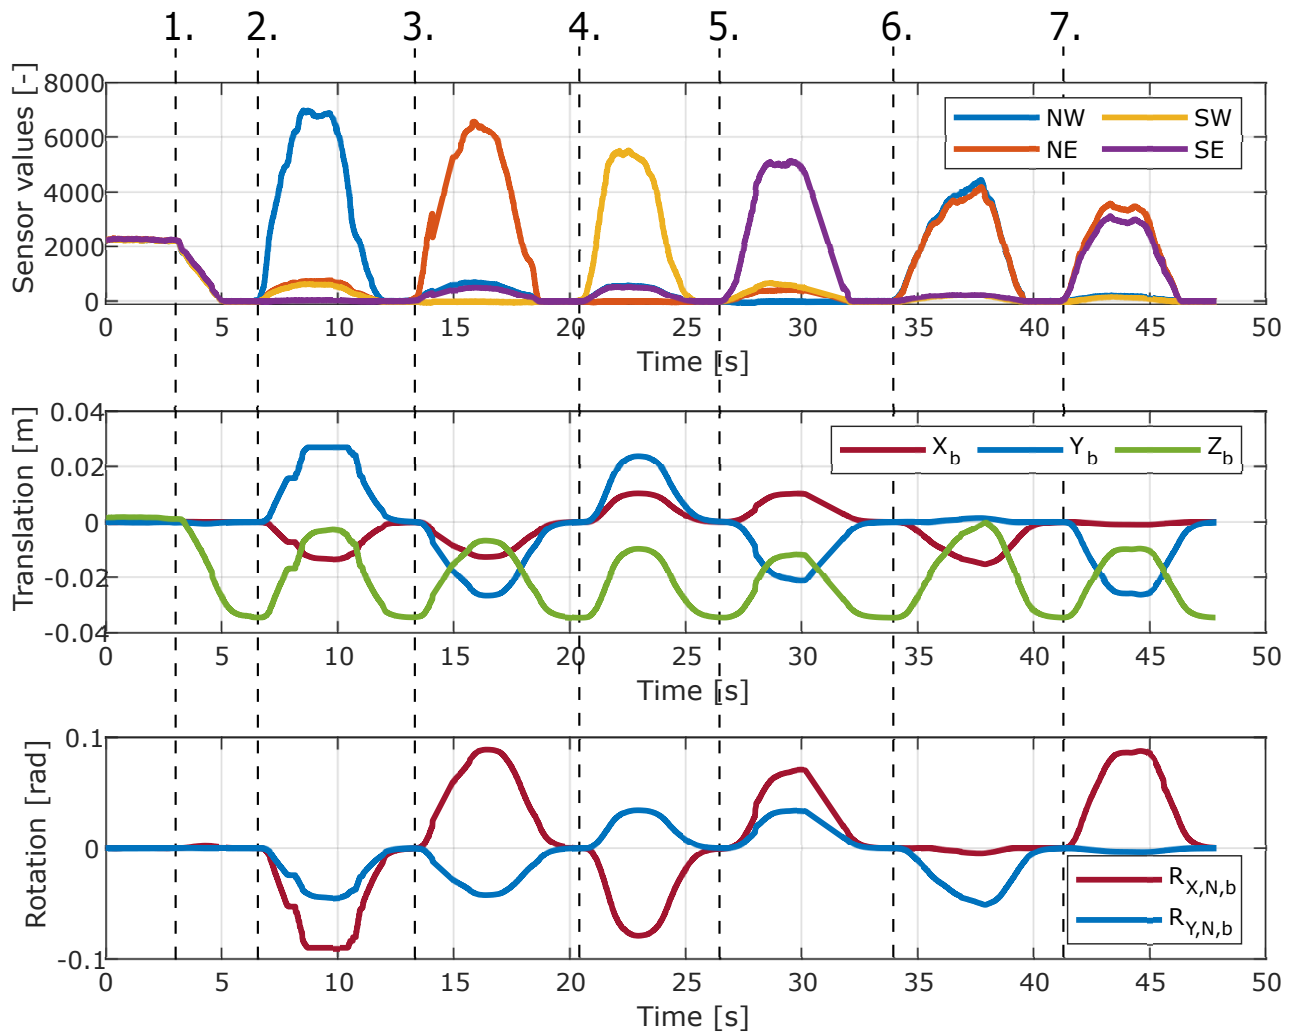 1. 2. 3. 4. 5. 6. 7.
Sensor values [-]
8000
6000
4000
2000
0
NW SW
NE SE
0 5 10 15 20 25 30 35 40 45 50
Time [s]
Translation [m]
0.04
0.02
0
-0.02
-0.04
X_b Y_b Z_b
0 5 10 15 20 25 30 35 40 45 50
Time [s]
Rotation [rad]
0.1
0
-0.1
R_X,N,b
R_Y,N,b
0 5 10 15 20 25 30 35 40 45 50
Time [s]